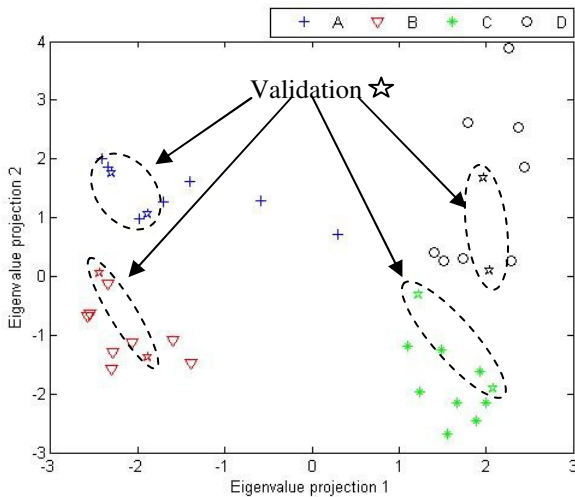 A B C D
Validation
4
3
2
1
0
-1
-2
-3
Eigenvalue projection 2
-3 -2 -1 0 1 2 3
Eigenvalue projection 1